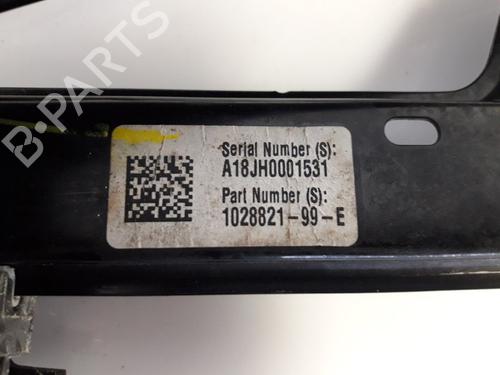 B-PARTS
Serial Number (S):
A18JH0001531
Part Number (S):
1028821-99-E